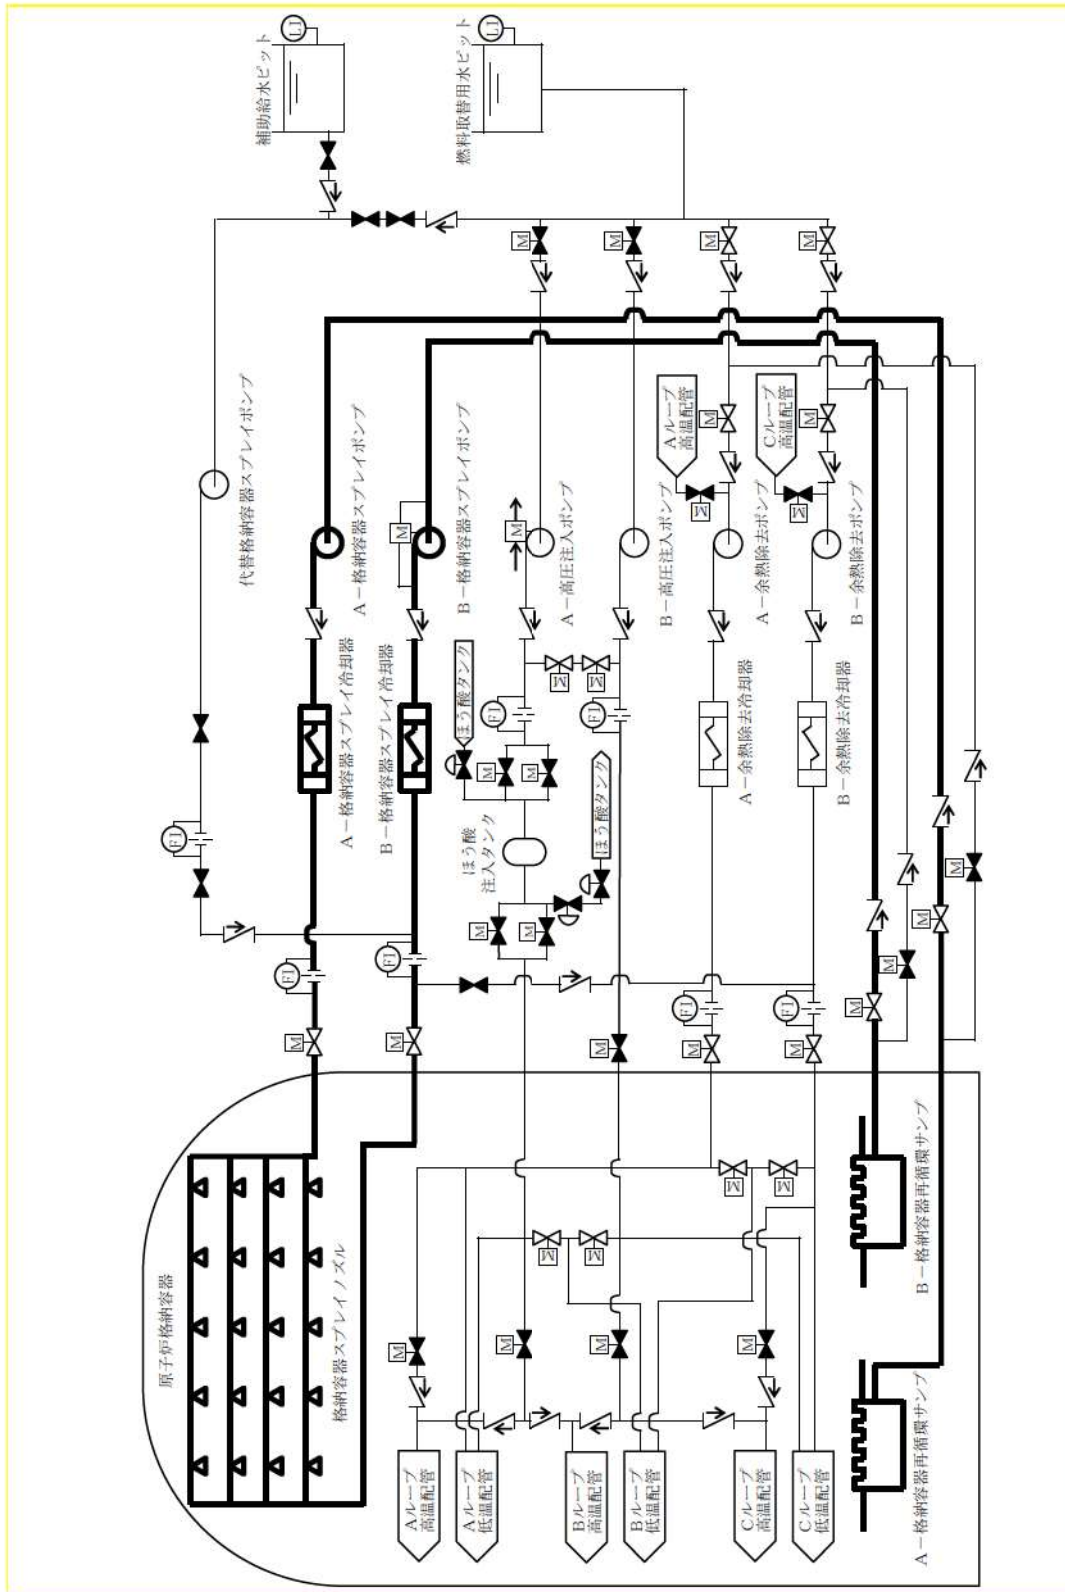 補助給水ピット
LI
燃料取替用水ピット
LI
M
M
M
M
代替格納容器スプレイポンプ
A－格納容器スプレイポンプ
B－格納容器スプレイポンプ
M
M
A－高圧注入ポンプ
B－高圧注入ポンプ
Aループ
高温配管
M
M
Cループ
高温配管
M
M
A－余熱除去ポンプ
B－余熱除去ポンプ
A－格納容器スプレイ冷却器
B－格納容器スプレイ冷却器
ほう酸タンク
M
M
FI
FI
M
M
A－余熱除去冷却器
B－余熱除去冷却器
FI
ほう酸
注入タンク
ほう酸タンク
M
M
FI
FI
FI
FI
M
M
M
M
M
M
M
M
M
原子炉格納容器
格納容器スプレイノズル
M
M
M
M
B－格納容器再循環サンプ
M
M
M
M
A－格納容器再循環サンプ
Aループ
高温配管
Aループ
低温配管
Bループ
高温配管
Bループ
低温配管
Cループ
高温配管
Cループ
低温配管